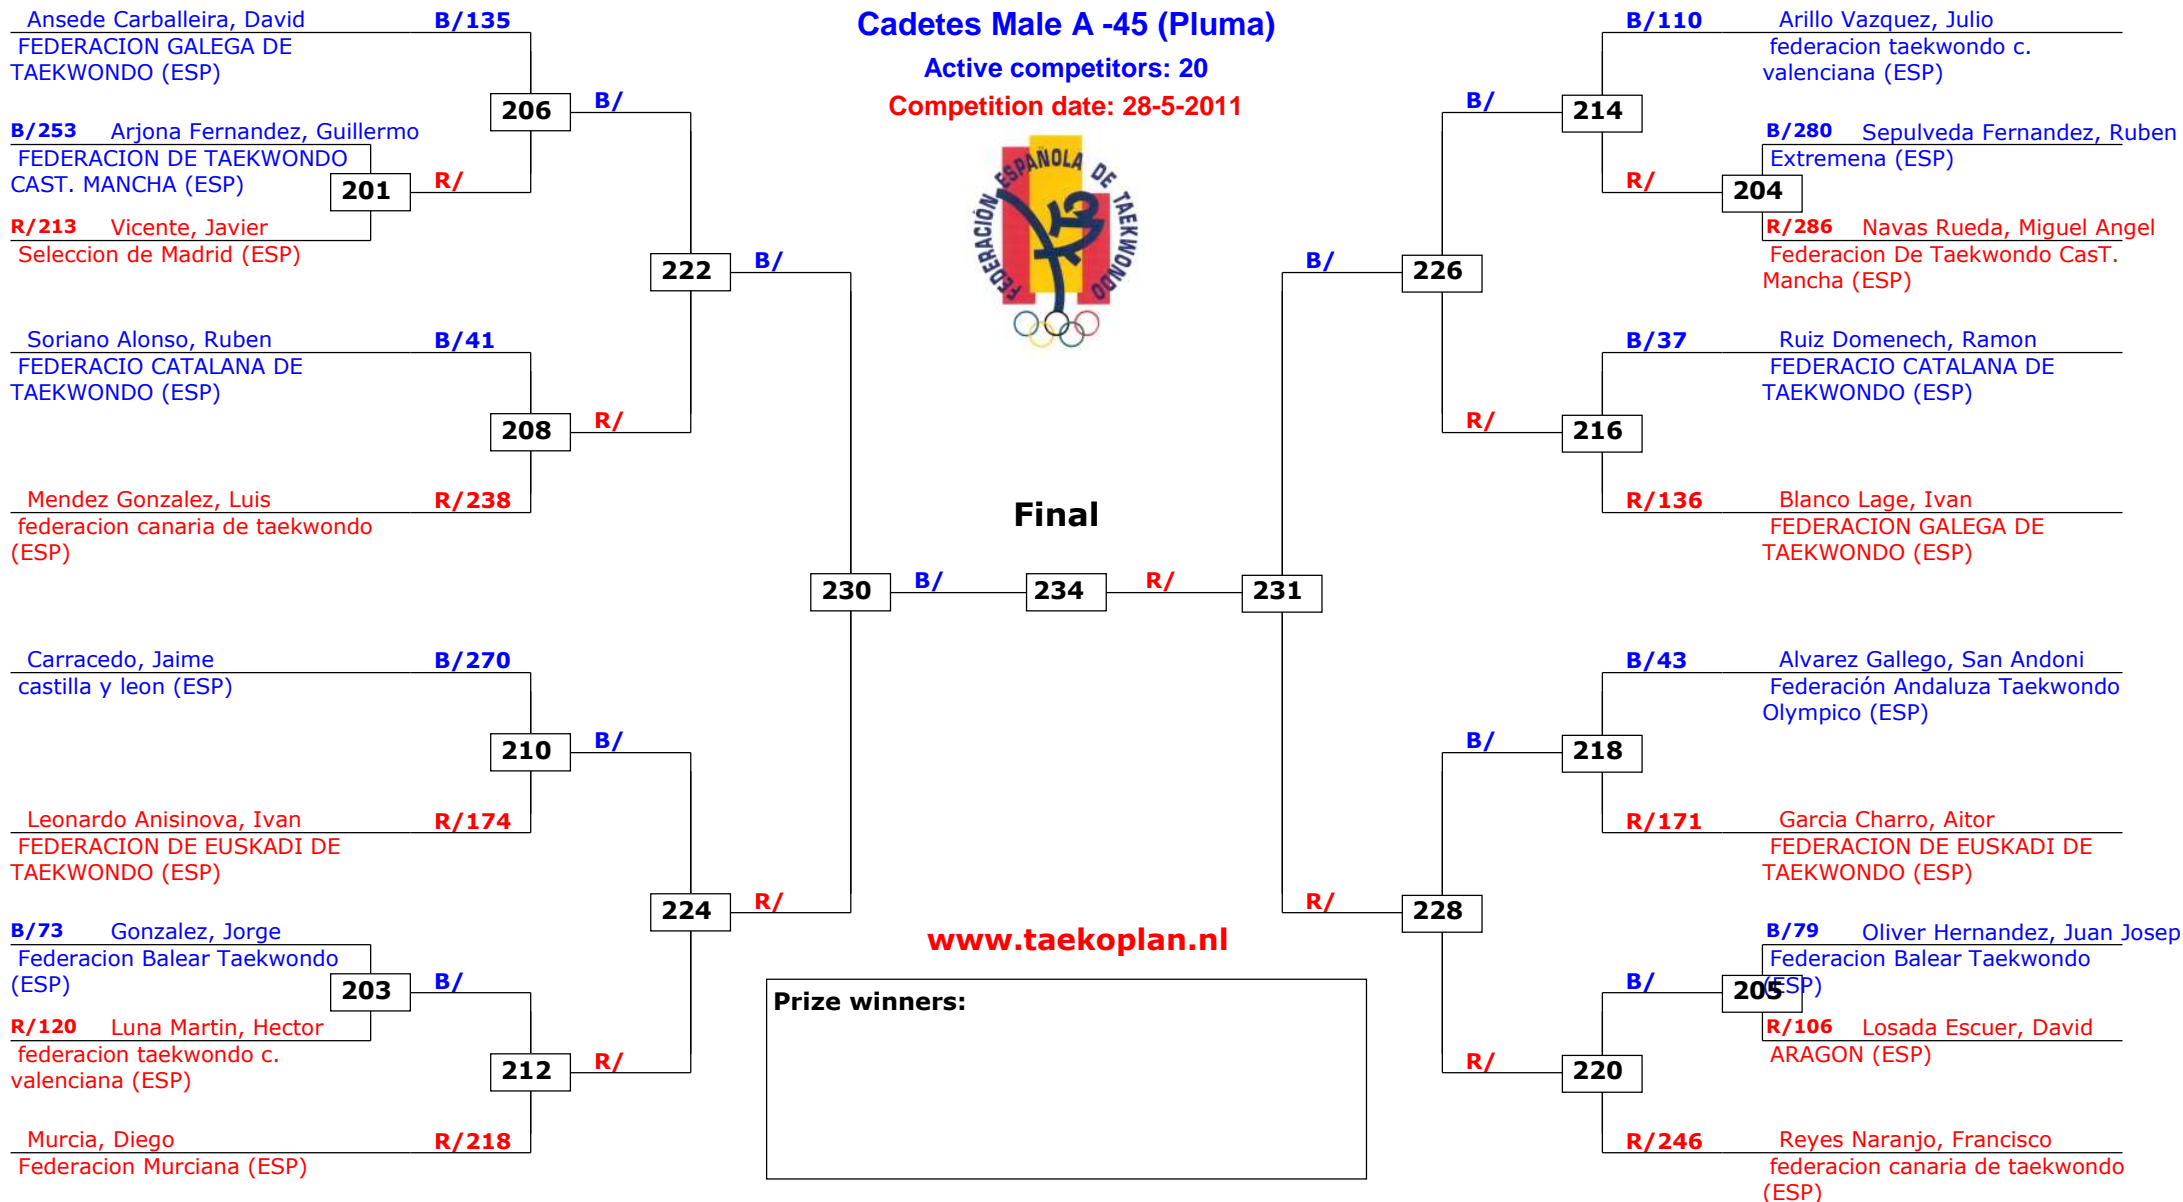 Cadetes Male A -45 (Pluma)
Active competitors: 20
Competition date: 28-5-2011
FEDERACIÓN ESPAÑOLA DE TAEKWONDO
Ansede Carballeira, David B/135
FEDERACION GALEGA DE
TAEKWONDO (ESP)
206 B/
B/253 Arjona Fernandez, Guillermo
FEDERACION DE TAEKWONDO
CAST. MANCHA (ESP)
201 R/
R/213 Vicente, Javier
Seleccion de Madrid (ESP)
222 B/
Soriano Alonso, Ruben B/41
FEDERACIO CATALANA DE
TAEKWONDO (ESP)
208 R/
Mendez Gonzalez, Luis R/238
federacion canaria de taekwondo
(ESP)
Final
230 B/ 234 R/ 231
Carracedo, Jaime B/270
castilla y leon (ESP)
210 B/
Leonardo Anisinova, Ivan R/174
FEDERACION DE EUSKADI DE
TAEKWONDO (ESP)
224 R/
B/73 Gonzalez, Jorge
Federacion Balear Taekwondo
(ESP)
203 B/
R/120 Luna Martin, Hector
federacion taekwondo c.
valenciana (ESP)
212 R/
Murcia, Diego R/218
Federacion Murciana (ESP)
www.taekoplan.nl
Prize winners:
B/110 Arillo Vazquez, Julio
federacion taekwondo c.
valenciana (ESP)
B/ 214
B/280 Sepulveda Fernandez, Ruben
Extremena (ESP)
R/ 204
R/286 Navas Rueda, Miguel Angel
Federacion De Taekwondo CasT.
Mancha (ESP)
B/ 226
B/37 Ruiz Domenech, Ramon
FEDERACIO CATALANA DE
TAEKWONDO (ESP)
R/ 216
R/136 Blanco Lage, Ivan
FEDERACION GALEGA DE
TAEKWONDO (ESP)
B/43 Alvarez Gallego, San Andoni
Federación Andaluza Taekwondo
Olympico (ESP)
B/ 218
R/171 Garcia Charro, Aitor
FEDERACION DE EUSKADI DE
TAEKWONDO (ESP)
R/ 228
B/79 Oliver Hernandez, Juan Josep
Federacion Balear Taekwondo
(ESP)
B/ 205
R/106 Losada Escuer, David
ARAGON (ESP)
R/ 220
R/246 Reyes Naranjo, Francisco
federacion canaria de taekwondo
(ESP)